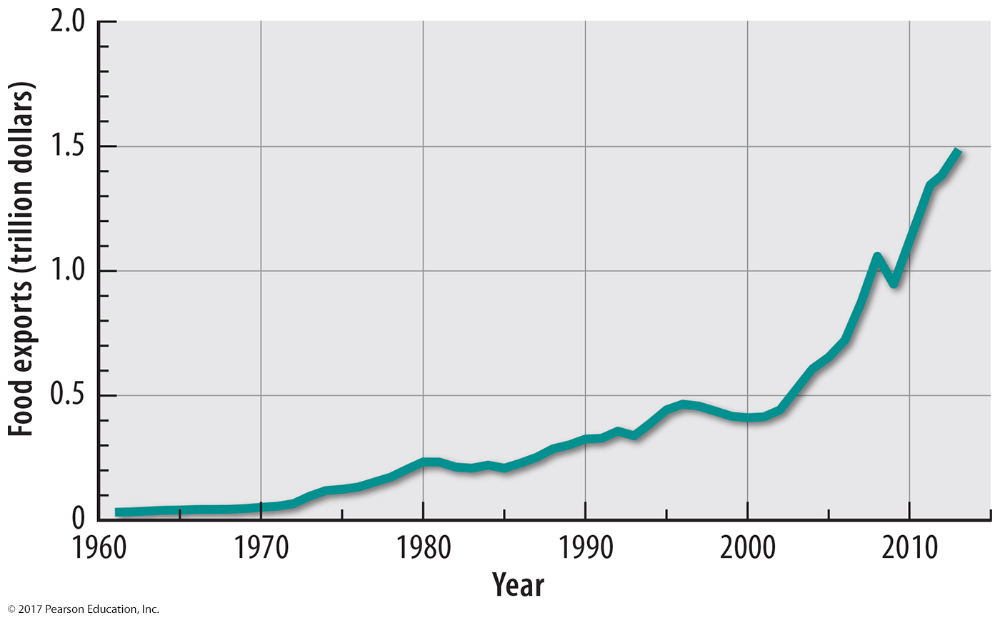 2.0
1.5
1.0
0.5
0
Food exports (trillion dollars)
1960 1970 1980 1990 2000 2010
Year
© 2017 Pearson Education, Inc.